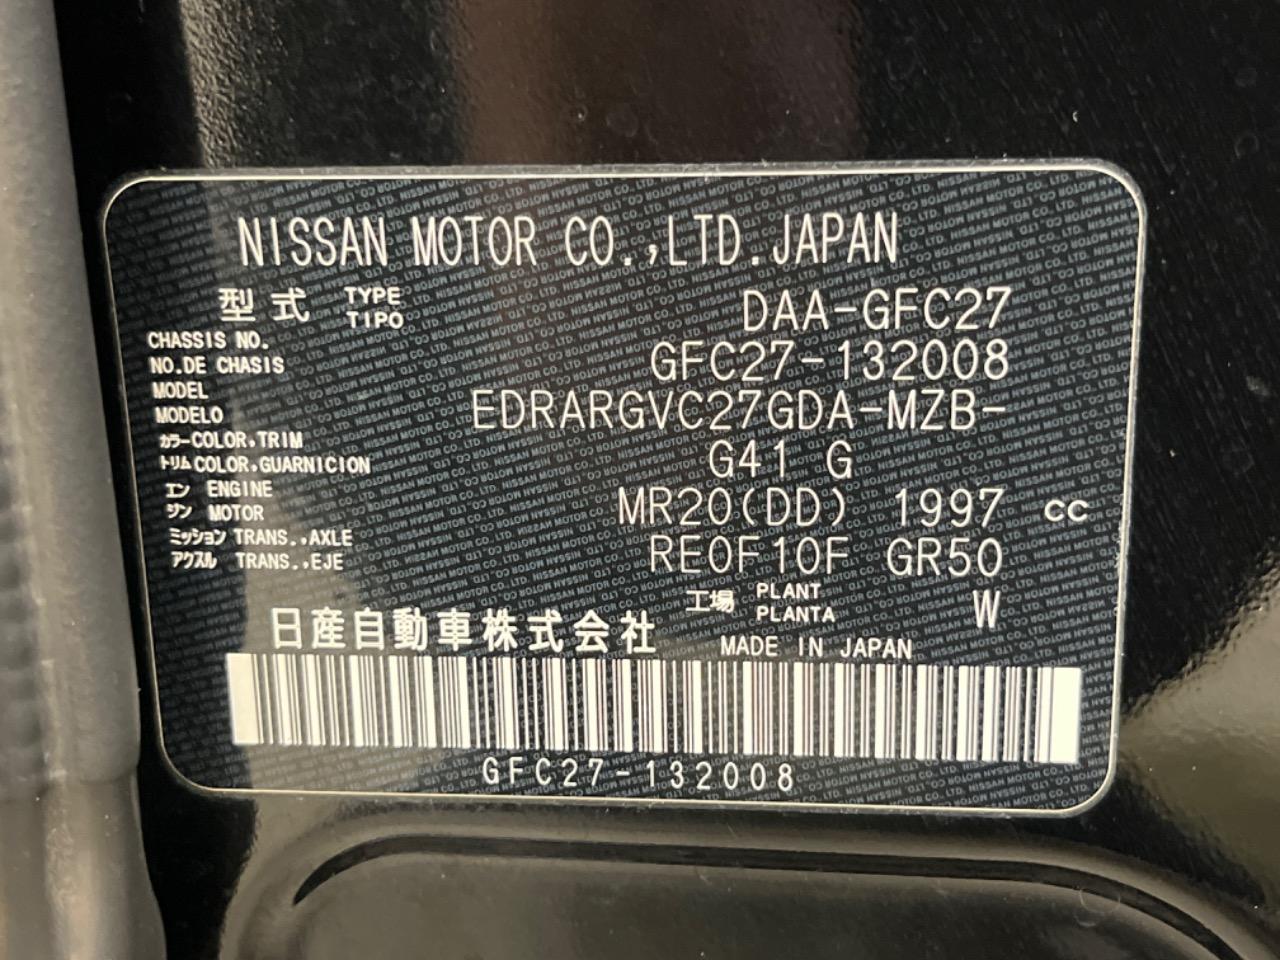 NISSAN MOTOR CO.,LTD.JAPAN
型式 TYPE TIPO DAA-GFC27
CHASSIS NO.
NO.DE CHASIS GFC27-132008
MODEL
MODELO EDRARGVC27GDA-MZB-
カラー COLOR,TRIM
トリム COLOR.GUARNICION G41 G
エン ENGINE
ジン MOTOR MR20(DD) 1997 cc
ミッション TRANS.,AXLE
アクスル TRANS.,EJE RE0F10F GR50
工場 PLANT PLANTA W
日産自動車株式会社 MADE IN JAPAN
GFC27-132008